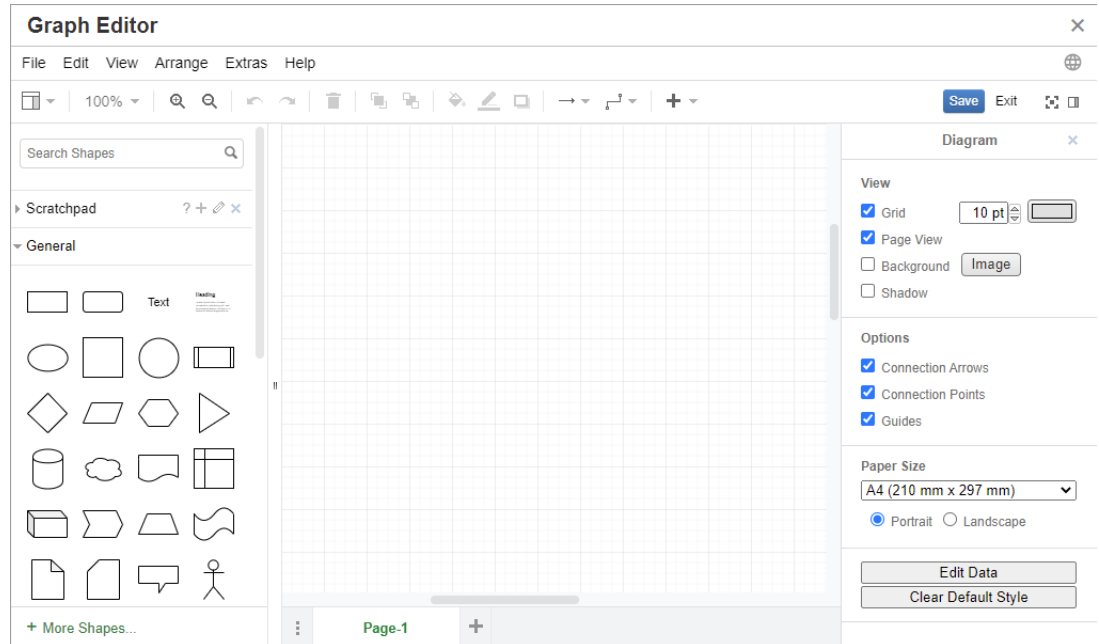 Graph Editor
File Edit View Arrange Extras Help
100%
Save Exit
Search Shapes
Scratchpad ?
General
Text
Heading
+ More Shapes...
Page-1
Diagram
View
Grid 10 pt
Page View
Background Image
Shadow
Options
Connection Arrows
Connection Points
Guides
Paper Size
A4 (210 mm x 297 mm)
Portrait Landscape
Edit Data
Clear Default Style